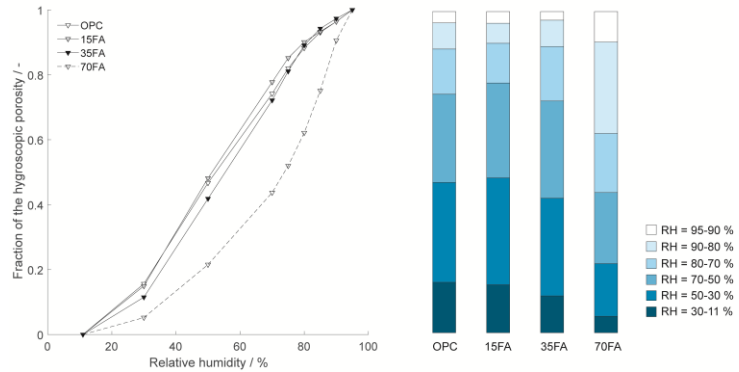 1
0.8
0.6
0.4
0.2
0
Fraction of the hygroscopic porosity / -
OPC
15FA
35FA
70FA
0 20 40 60 80 100
Relative humidity / %
OPC 15FA 35FA 70FA
RH = 95-90 %
RH = 90-80 %
RH = 80-70 %
RH = 70-50 %
RH = 50-30 %
RH = 30-11 %